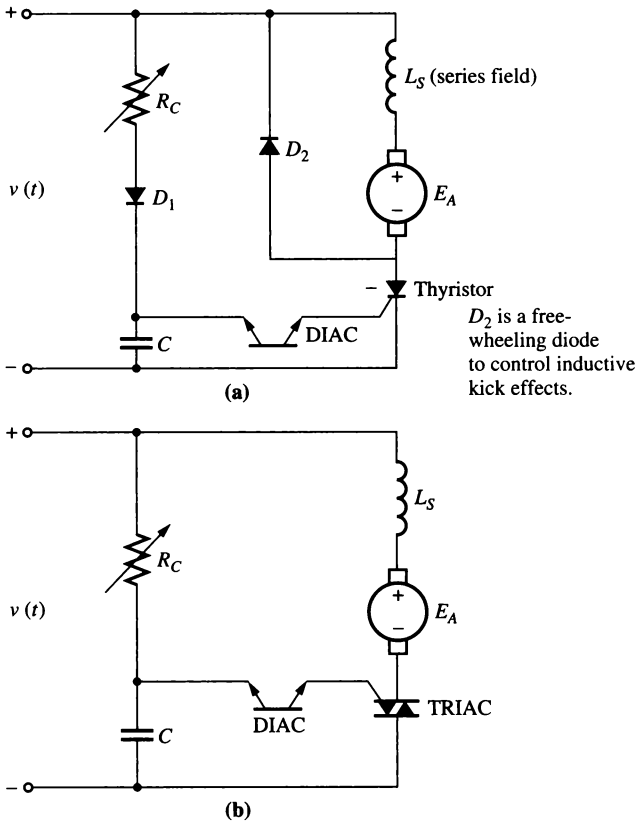 +
L_S (series field)
R_C
D_2
v (t)
D_1
+
E_A
−
− Thyristor
DIAC
C
D_2 is a free-
wheeling diode
to control inductive
kick effects.
−
(a)
+
L_S
R_C
v (t)
+
E_A
−
TRIAC
DIAC
C
−
(b)